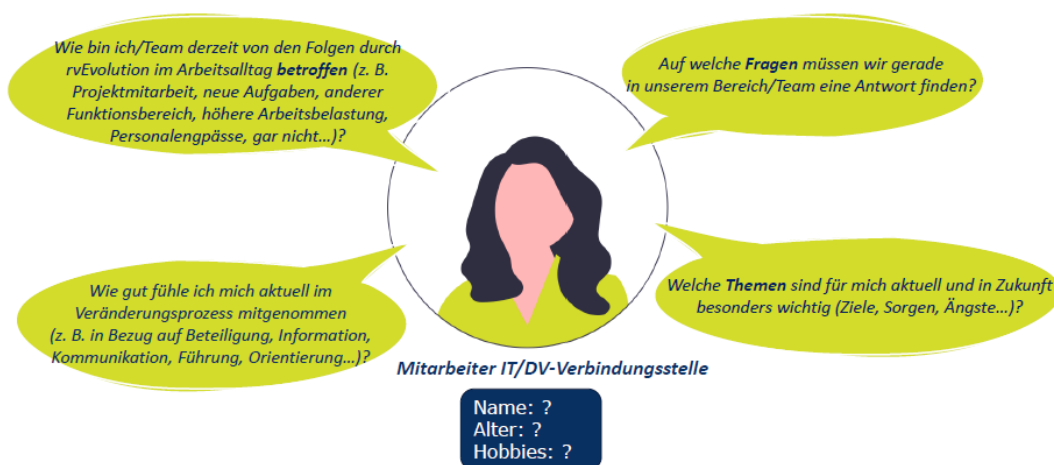 Wie bin ich/Team derzeit von den Folgen durch
rvEvolution im Arbeitsalltag betroffen (z. B.
Projektmitarbeit, neue Aufgaben, anderer
Funktionsbereich, höhere Arbeitsbelastung,
Personalengpässe, gar nicht...)?
Auf welche Fragen müssen wir gerade
in unserem Bereich/Team eine Antwort finden?
Wie gut fühle ich mich aktuell im
Veränderungsprozess mitgenommen
(z. B. in Bezug auf Beteiligung, Information,
Kommunikation, Führung, Orientierung...)?
Welche Themen sind für mich aktuell und in Zukunft
besonders wichtig (Ziele, Sorgen, Ängste...)?
Mitarbeiter IT/DV-Verbindungsstelle
Name: ?
Alter: ?
Hobbies: ?